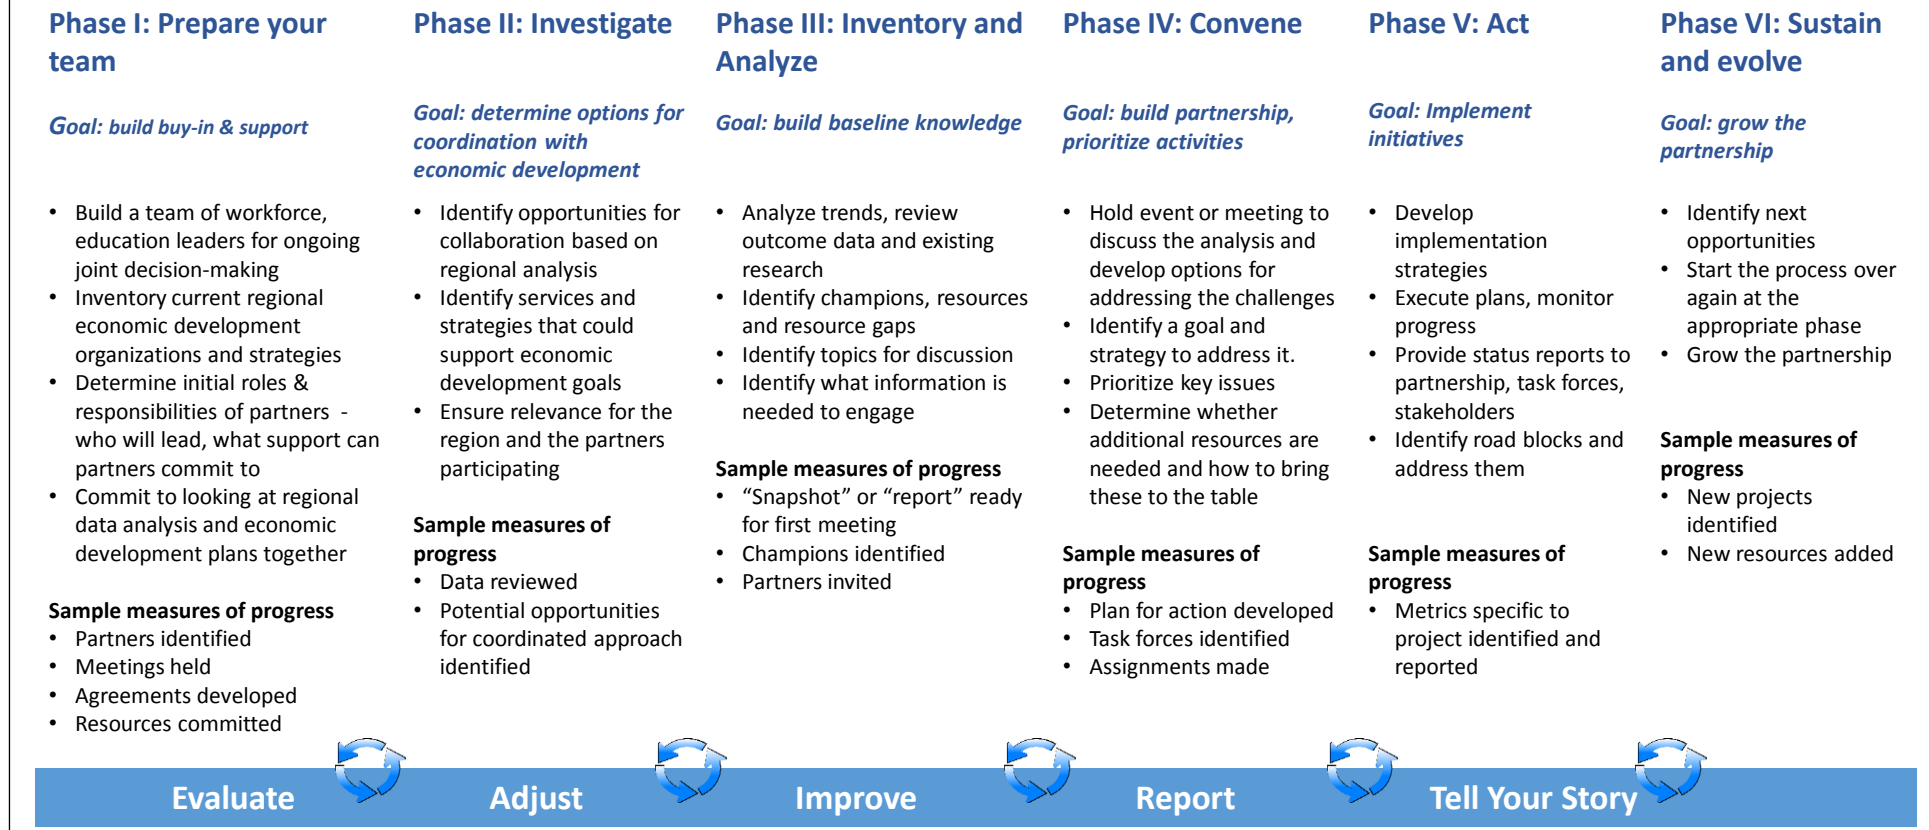 Phase I: Prepare your
team
Goal: build buy-in & support
• Build a team of workforce,
education leaders for ongoing
joint decision-making
• Inventory current regional
economic development
organizations and strategies
• Determine initial roles &
responsibilities of partners -
who will lead, what support can
partners commit to
• Commit to looking at regional
data analysis and economic
development plans together
Sample measures of progress
• Partners identified
• Meetings held
• Agreements developed
• Resources committed
Phase II: Investigate
Goal: determine options for
coordination with
economic development
• Identify opportunities for
collaboration based on
regional analysis
• Identify services and
strategies that could
support economic
development goals
• Ensure relevance for the
region and the partners
participating
Sample measures of
progress
• Data reviewed
• Potential opportunities
for coordinated approach
identified
Phase III: Inventory and
Analyze
Goal: build baseline knowledge
• Analyze trends, review
outcome data and existing
research
• Identify champions, resources
and resource gaps
• Identify topics for discussion
• Identify what information is
needed to engage
Sample measures of progress
• “Snapshot” or “report” ready
for first meeting
• Champions identified
• Partners invited
Phase IV: Convene
Goal: build partnership,
prioritize activities
• Hold event or meeting to
discuss the analysis and
develop options for
addressing the challenges
• Identify a goal and
strategy to address it.
• Prioritize key issues
• Determine whether
additional resources are
needed and how to bring
these to the table
Sample measures of
progress
• Plan for action developed
• Task forces identified
• Assignments made
Phase V: Act
Goal: Implement
initiatives
• Develop
implementation
strategies
• Execute plans, monitor
progress
• Provide status reports to
partnership, task forces,
stakeholders
• Identify road blocks and
address them
Sample measures of
progress
• Metrics specific to
project identified and
reported
Phase VI: Sustain
and evolve
Goal: grow the
partnership
• Identify next
opportunities
• Start the process over
again at the
appropriate phase
• Grow the partnership
Sample measures of
progress
• New projects
identified
• New resources added
Evaluate
Adjust
Improve
Report
Tell Your Story